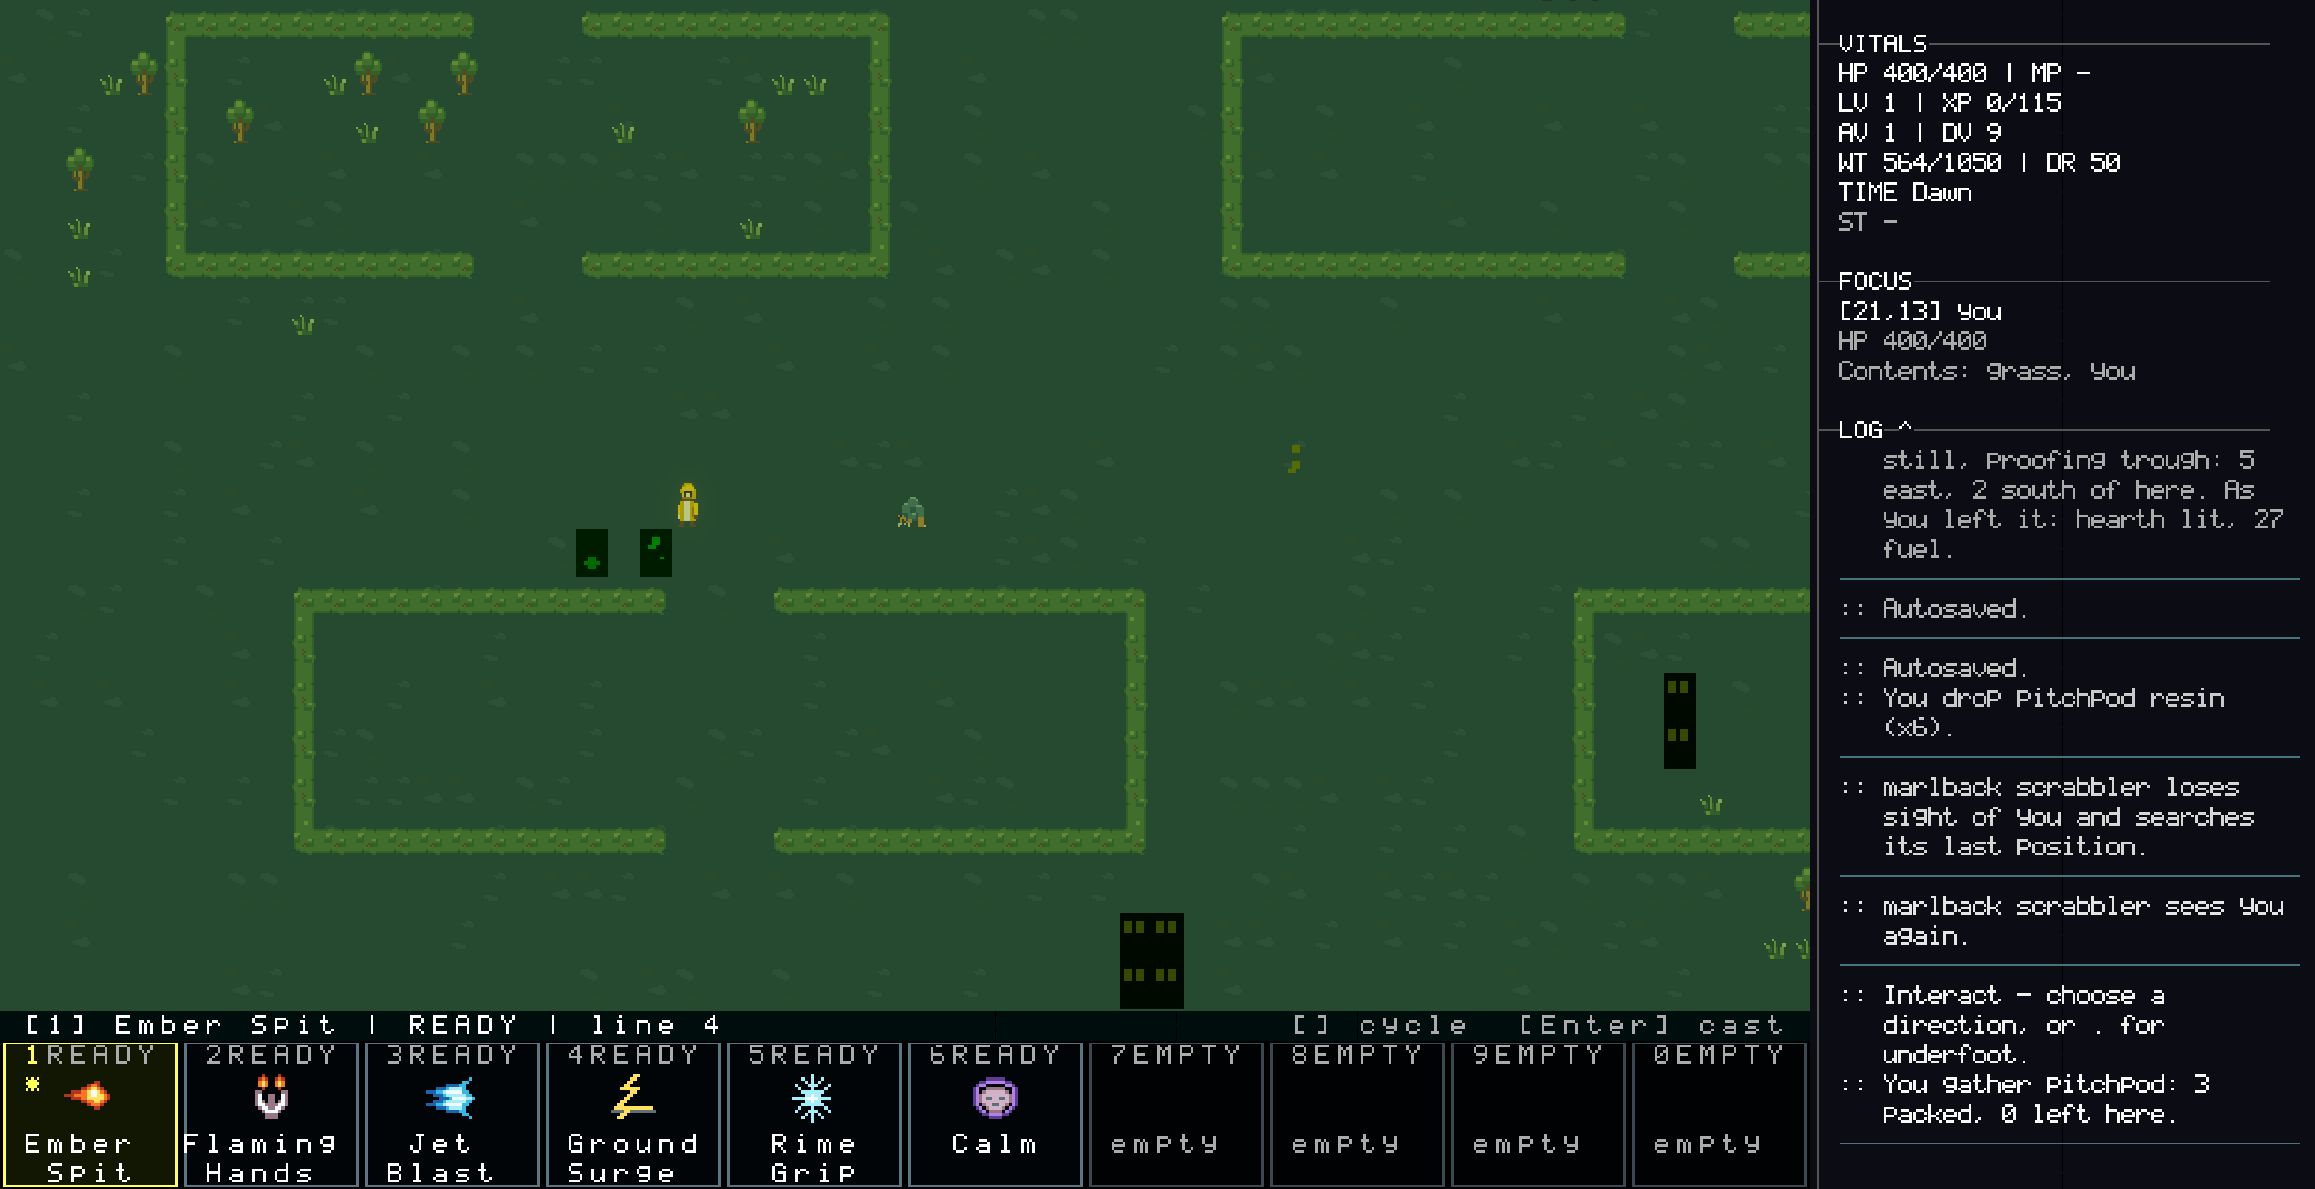 VITALS
HP 400/400 | MP -
LV 1 | XP 0/115
AV 1 | DV 9
WT 564/1050 | DR 50
TIME Dawn
ST -
FOCUS
[21,13] you
HP 400/400
Contents: grass, you
LOG ^
still, Proofing trough: 5
east, 2 south of here. As
you left it: hearth lit, 27
fuel.
:: Autosaved.
:: Autosaved.
:: You drop pitchpod resin
(x6).
:: marlback scrabbler loses
sight of you and searches
its last position.
:: marlback scrabbler sees you
again.
:: Interact - choose a
direction, or . for
underfoot.
:: You gather pitchpod: 3
packed, 0 left here.
[1] Ember Spit | READY | line 4
[] cycle [Enter] cast
1READY 2READY 3READY 4READY 5READY 6READY 7EMPTY 8EMPTY 9EMPTY 0EMPTY
Ember Flaming Jet Ground Rime Calm empty empty empty empty
Spit Hands Blast Surge Grip